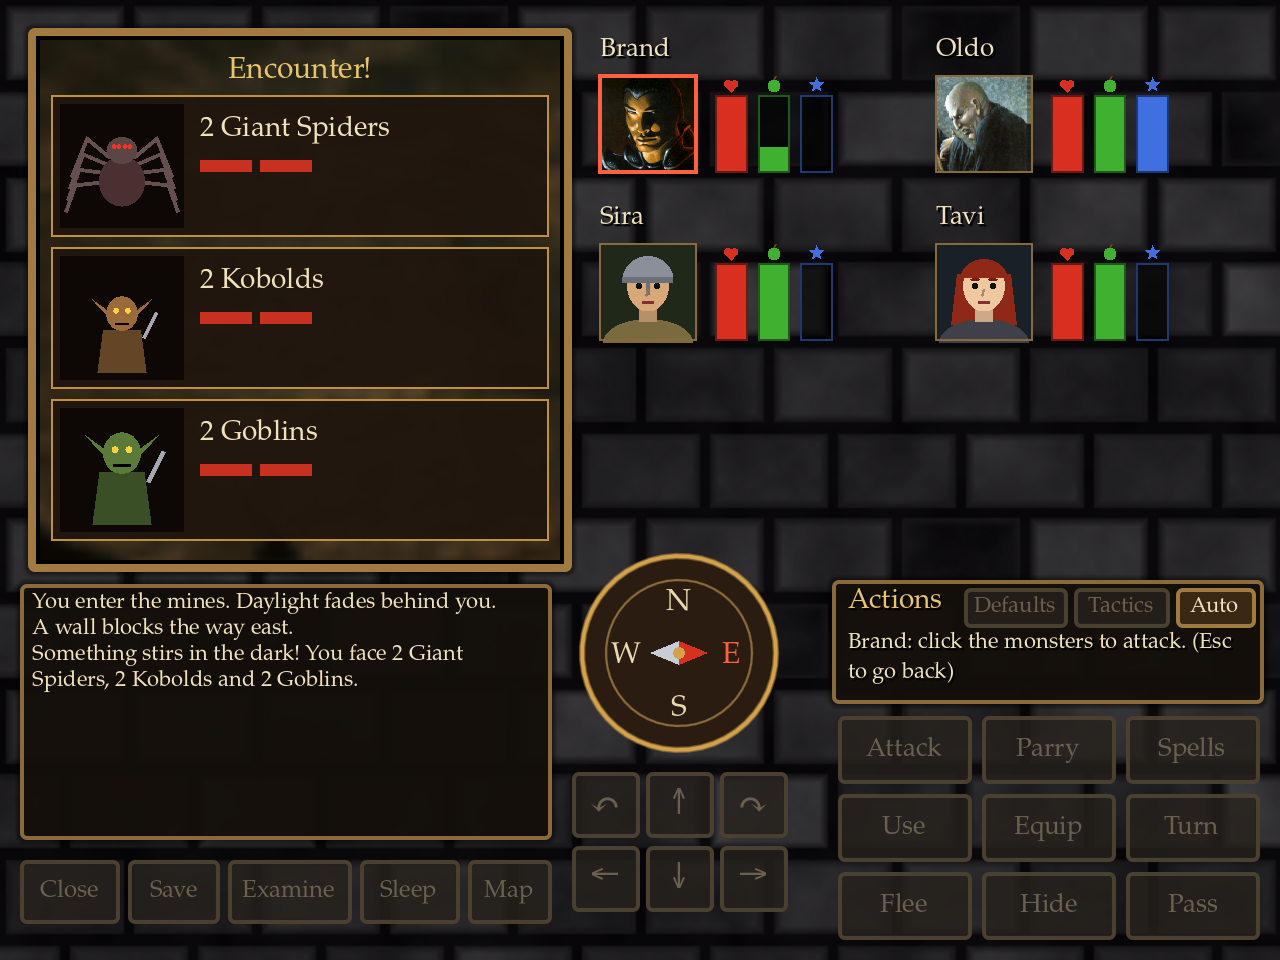 Encounter!
2 Giant Spiders
2 Kobolds
2 Goblins
Brand
Oldo
Sira
Tavi
You enter the mines. Daylight fades behind you.
A wall blocks the way east.
Something stirs in the dark! You face 2 Giant
Spiders, 2 Kobolds and 2 Goblins.
N
W E
S
Actions Defaults Tactics Auto
Brand: click the monsters to attack. (Esc
to go back)
Attack Parry Spells
Use Equip Turn
Flee Hide Pass
Close Save Examine Sleep Map